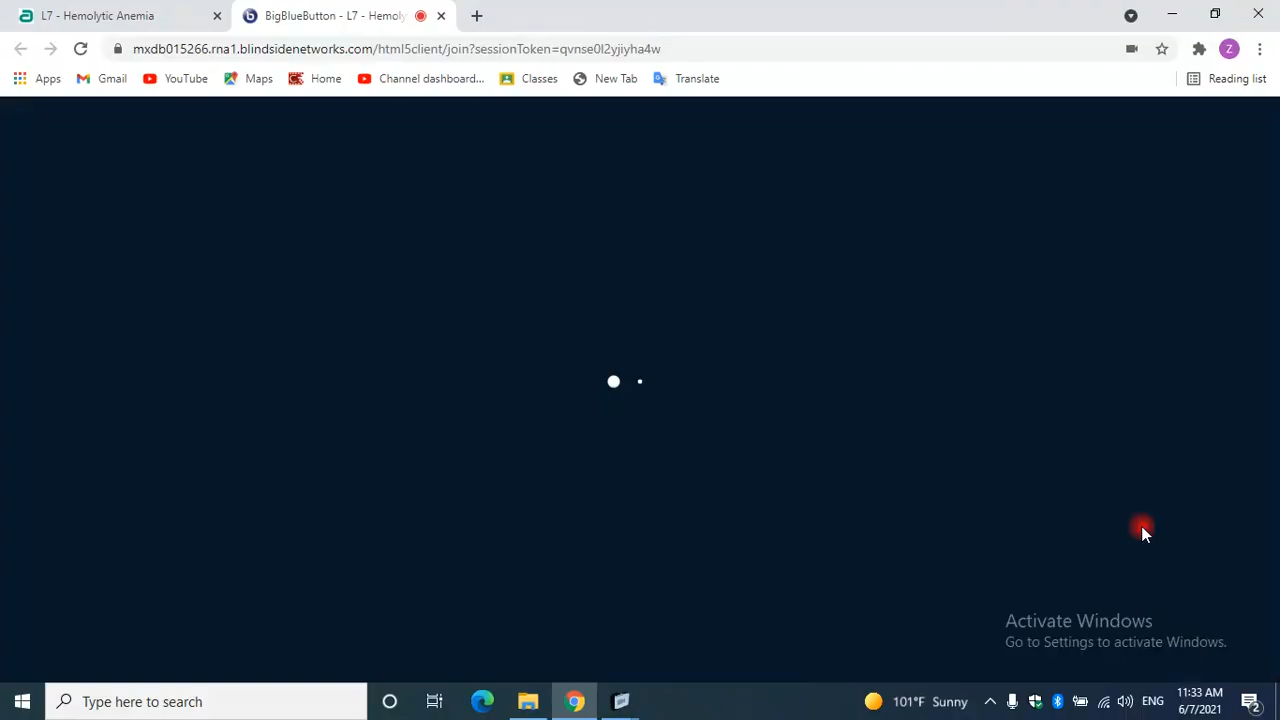 L7 - Hemolytic Anemia
BigBlueButton - L7 - Hemoly
mxdb015266.rna1.blindsidenetworks.com/html5client/join?sessionToken=qvnse0l2yjiyha4w
Apps Gmail YouTube Maps Home Channel dashboard... Classes New Tab Translate Reading list
Z
Activate Windows
Go to Settings to activate Windows.
Type here to search
101°F Sunny
ENG
11:33 AM
6/7/2021
2